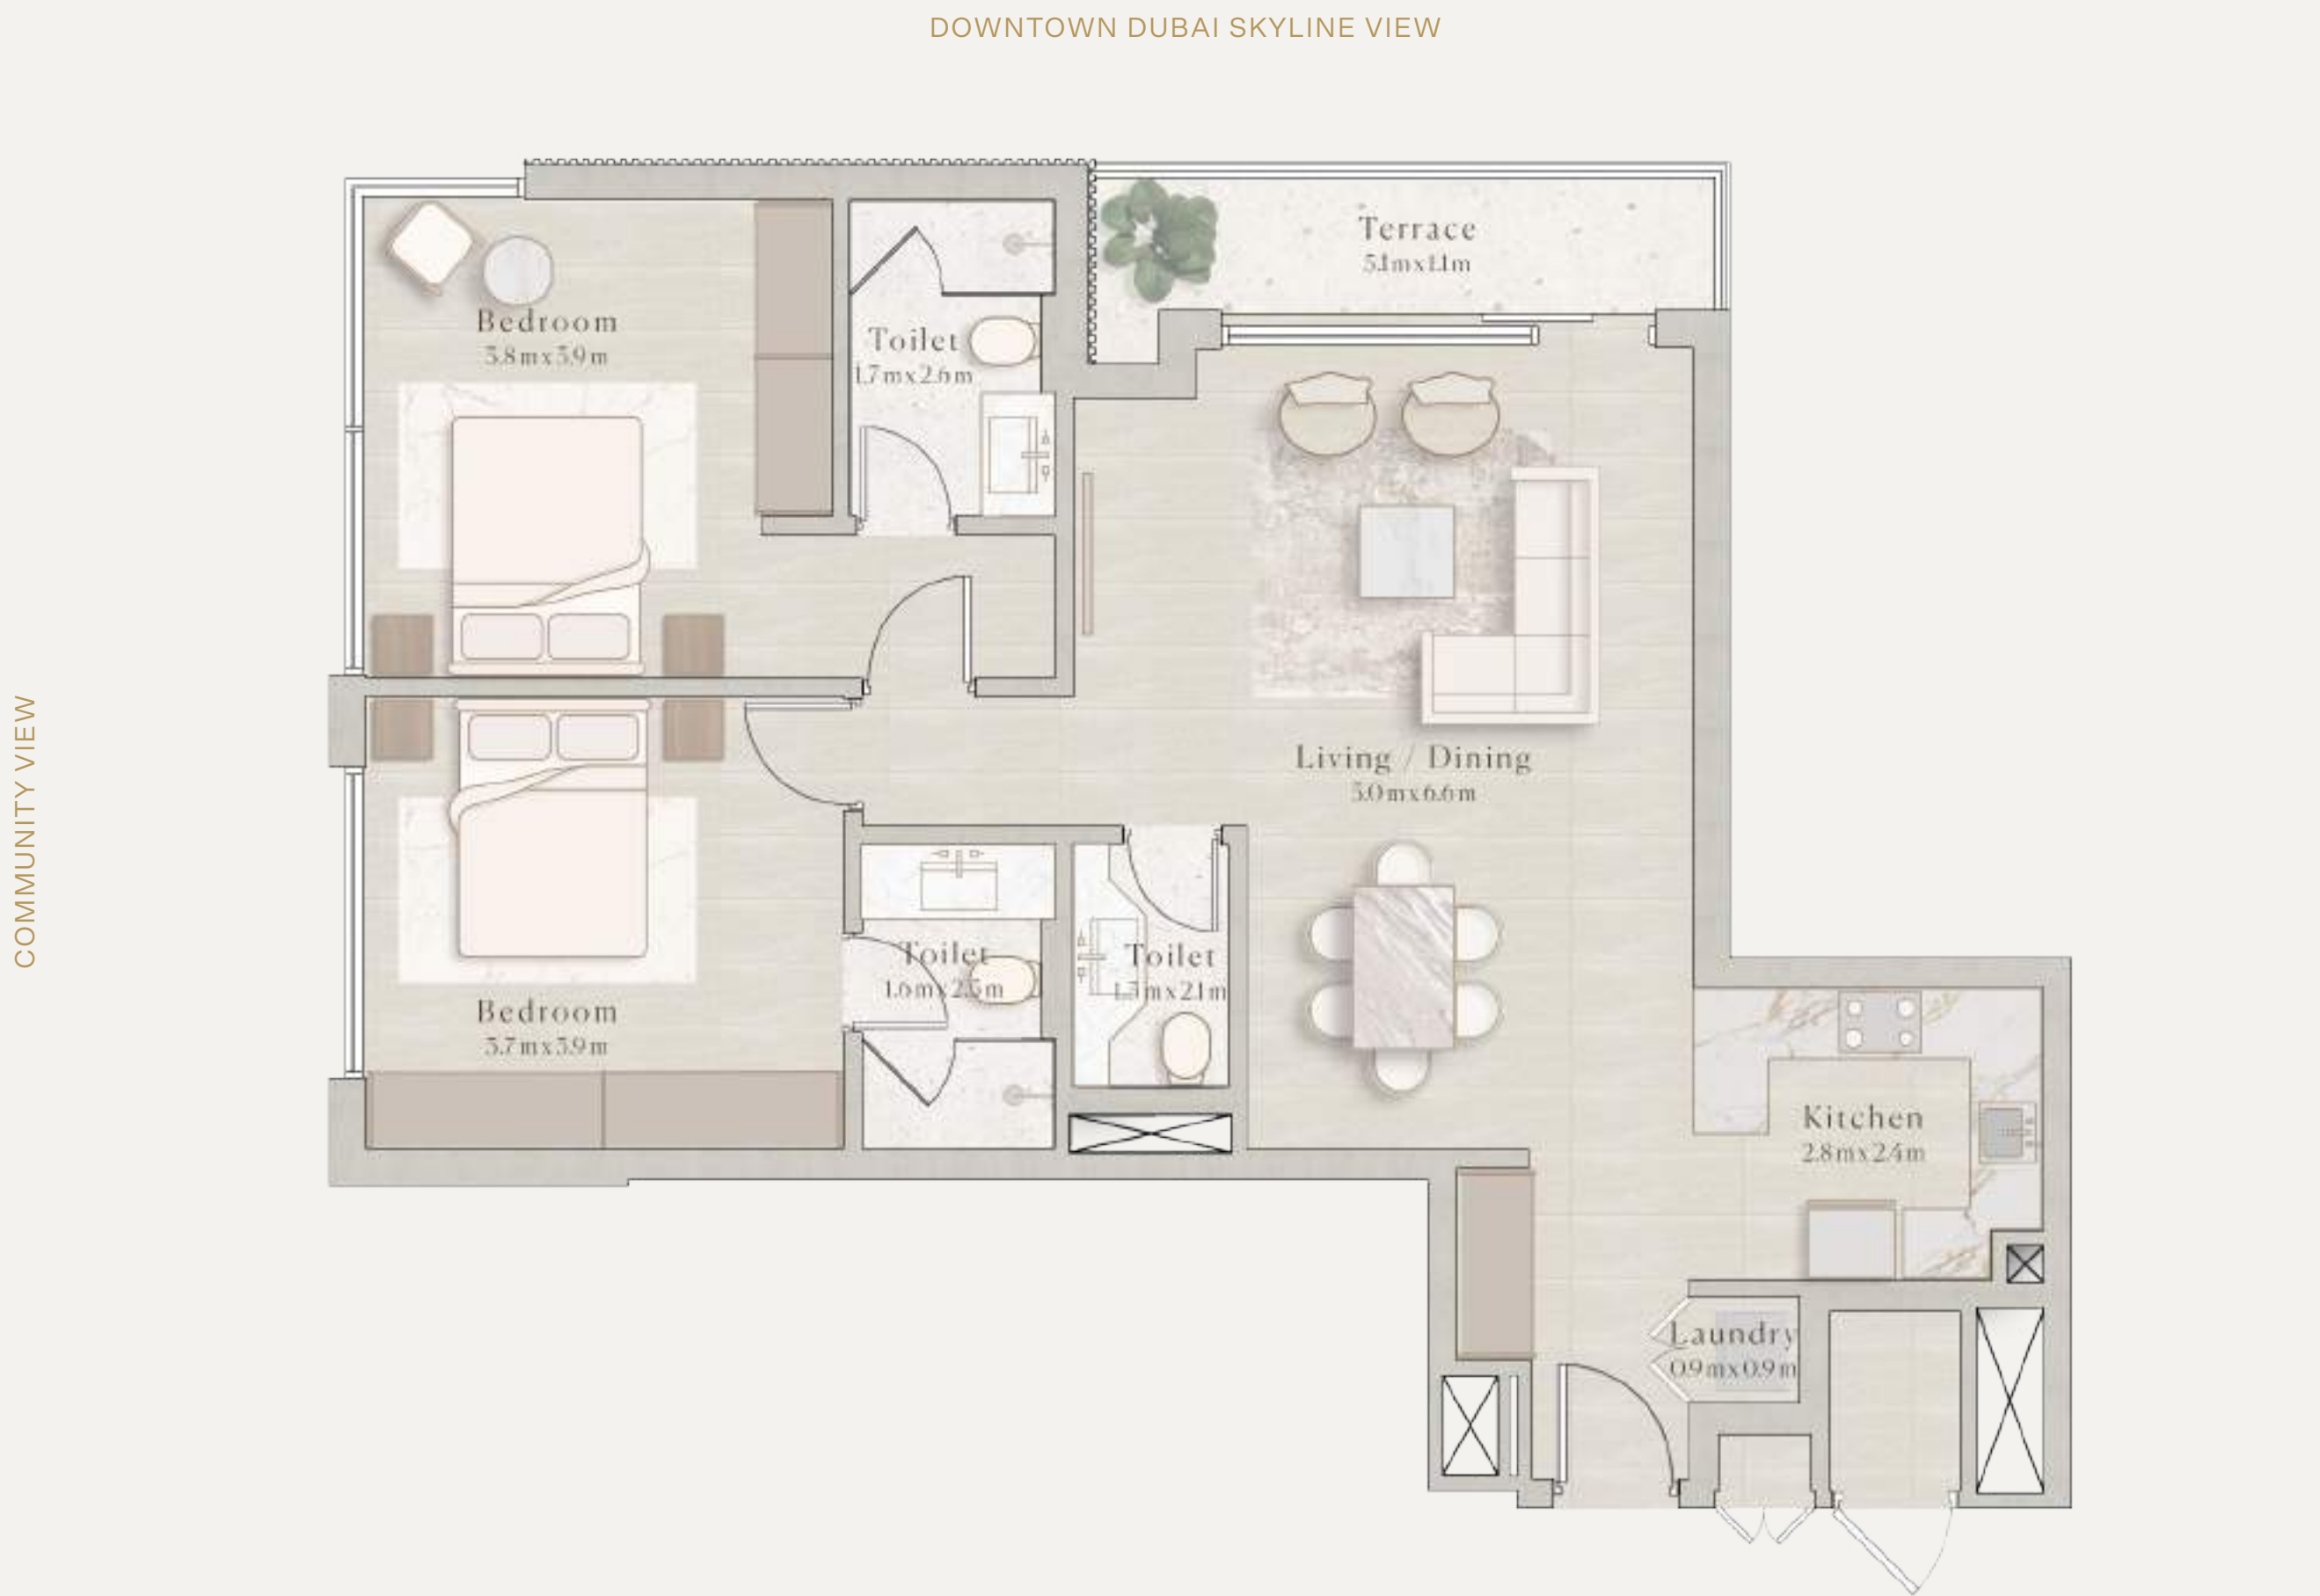 DOWNTOWN DUBAI SKYLINE VIEW
Terrace
5.1m x 1.1m
Bedroom
3.8m x 3.9m
Toilet
1.7m x 2.6m
COMMUNITY VIEW
Living / Dining
5.0m x 6.6m
Toilet
1.6m x 2.5m
Toilet
1.3m x 2.1m
Bedroom
3.7m x 3.9m
Kitchen
2.8m x 2.4m
Laundry
0.9m x 0.9m